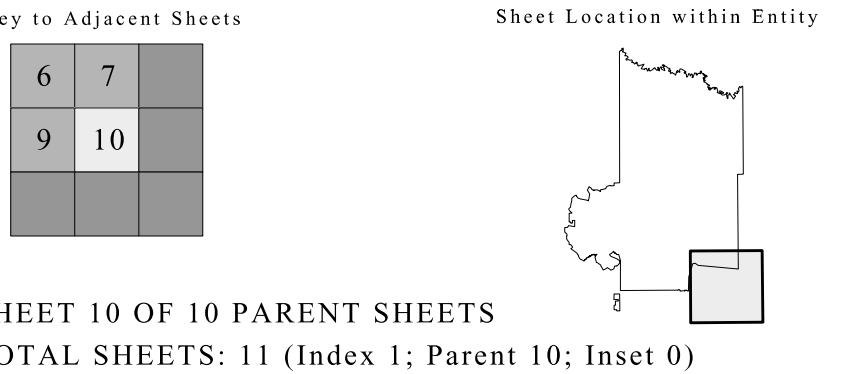 ey to Adjacent Sheets
Sheet Location within Entity
6 7
9 10
HEET 10 OF 10 PARENT SHEETS
OTAL SHEETS: 11 (Index 1; Parent 10; Inset 0)